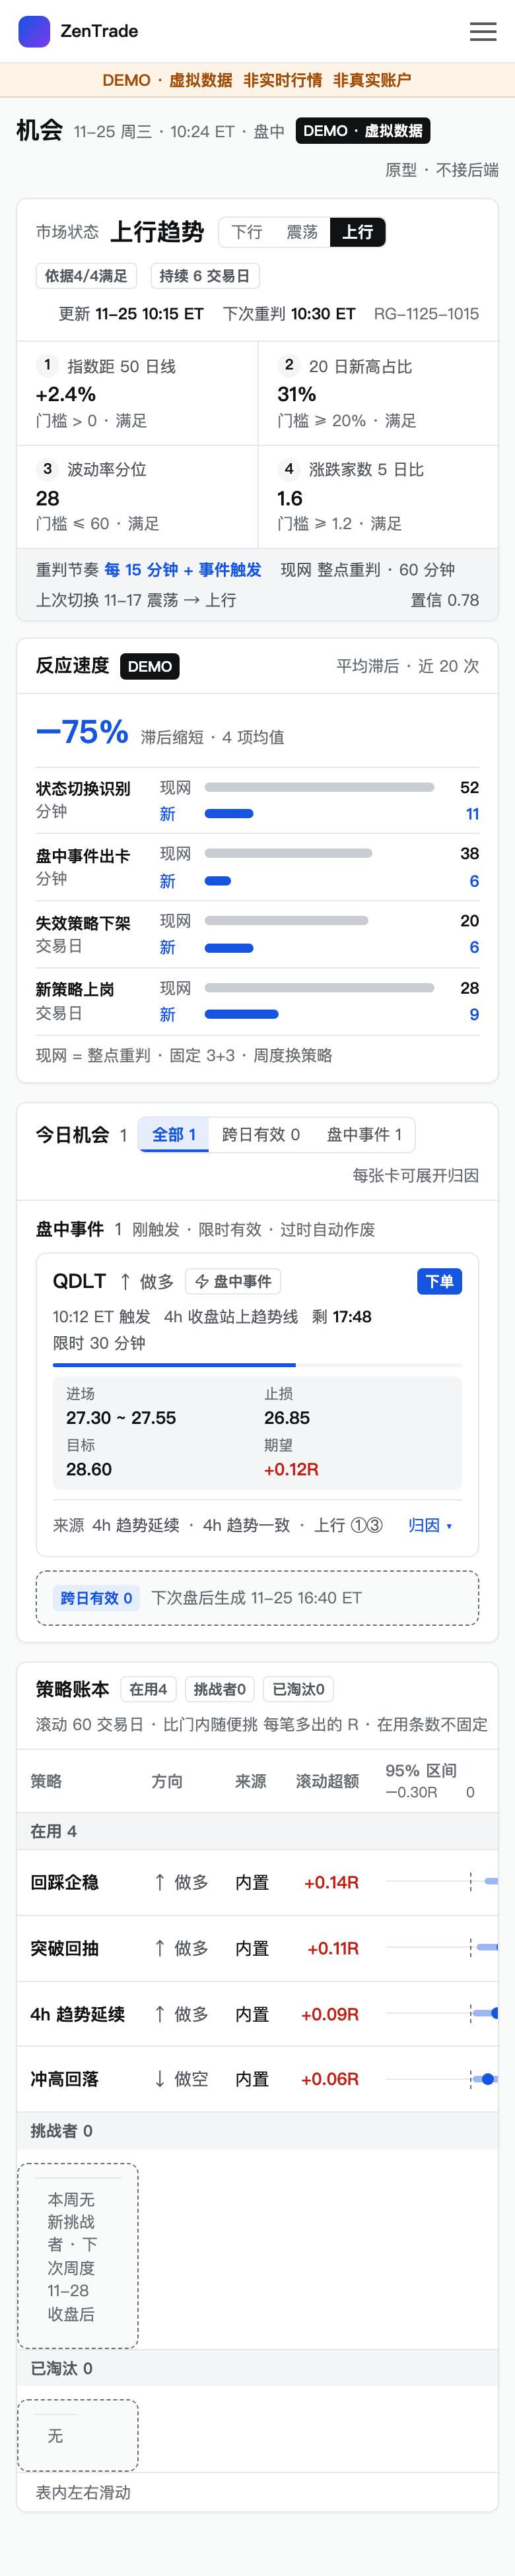 ZenTrade
DEMO · 虚拟数据 非实时行情 非真实账户
机会 11-25 周三 · 10:24 ET · 盘中 DEMO · 虚拟数据
原型 · 不接后端
市场状态 上行趋势 下行 震荡 上行
依据4/4满足 持续 6 交易日
更新 11-25 10:15 ET 下次重判 10:30 ET RG-1125-1015
1 指数距 50 日线
+2.4%
门槛 > 0 · 满足
2 20 日新高占比
31%
门槛 ≥ 20% · 满足
3 波动率分位
28
门槛 ≤ 60 · 满足
4 涨跌家数 5 日比
1.6
门槛 ≥ 1.2 · 满足
重判节奏 每 15 分钟 + 事件触发 现网 整点重判 · 60 分钟
上次切换 11-17 震荡 → 上行 置信 0.78
反应速度 DEMO 平均滞后 · 近 20 次
−75% 滞后缩短 · 4 项均值
状态切换识别 现网 52
分钟 新 11
盘中事件出卡 现网 38
分钟 新 6
失效策略下架 现网 20
交易日 新 6
新策略上岗 现网 28
交易日 新 9
现网 = 整点重判 · 固定 3+3 · 周度换策略
今日机会 1 全部 1 跨日有效 0 盘中事件 1
每张卡可展开归因
盘中事件 1 刚触发 · 限时有效 · 过时自动作废
QDLT ↑ 做多 盘中事件 下单
10:12 ET 触发 4h 收盘站上趋势线 剩 17:48
限时 30 分钟
进场 止损
27.30 ~ 27.55 26.85
目标 期望
28.60 +0.12R
来源 4h 趋势延续 · 4h 趋势一致 · 上行 ①③ 归因 ▾
跨日有效 0 下次盘后生成 11-25 16:40 ET
策略账本 在用4 挑战者0 已淘汰0
滚动 60 交易日 · 比门内随便挑 每笔多出的 R · 在用条数不固定
策略 方向 来源 滚动超额 95% 区间
−0.30R 0
在用 4
回踩企稳 ↑ 做多 内置 +0.14R
突破回抽 ↑ 做多 内置 +0.11R
4h 趋势延续 ↑ 做多 内置 +0.09R
冲高回落 ↓ 做空 内置 +0.06R
挑战者 0
本周无
新挑战
者 · 下
次周度
11-28
收盘后
已淘汰 0
无
表内左右滑动